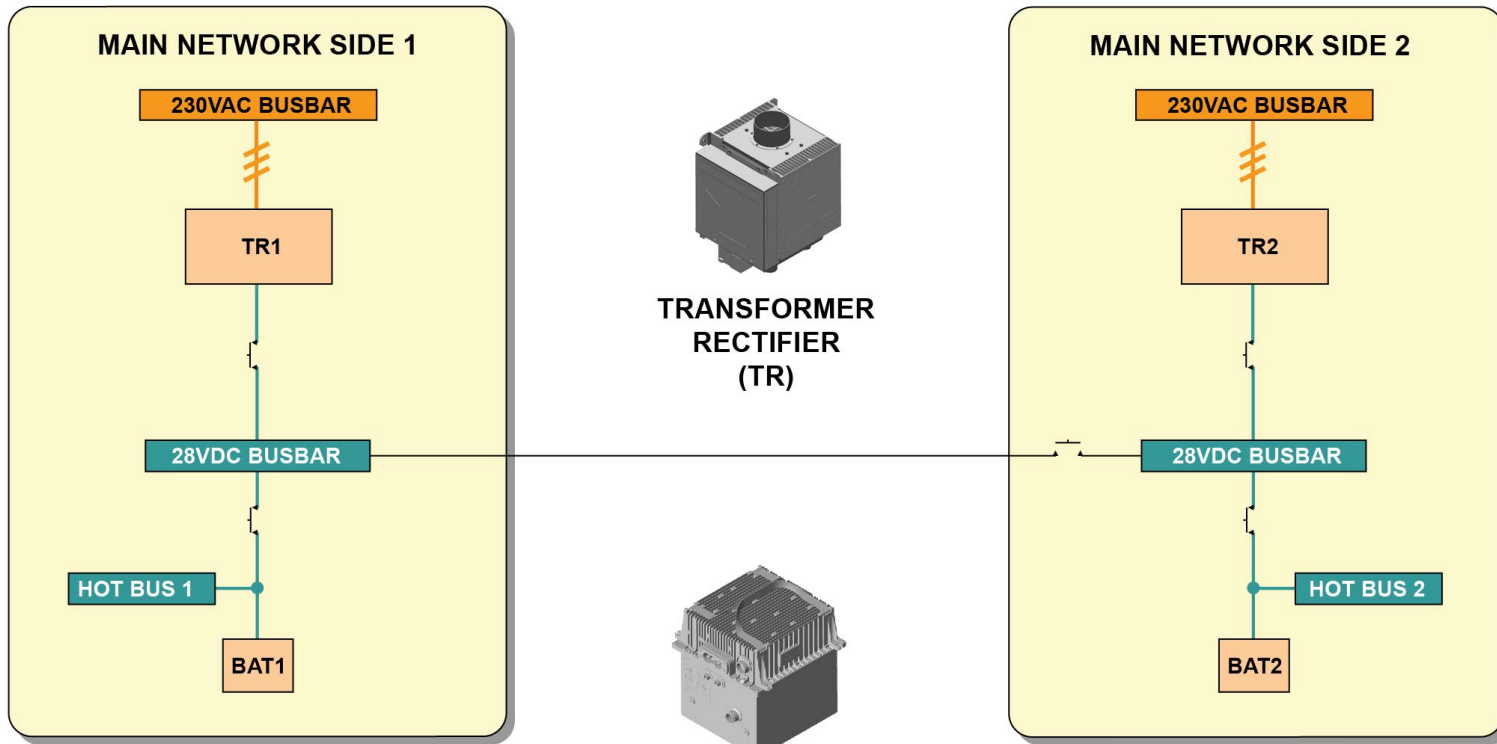 MAIN NETWORK SIDE 1
230VAC BUSBAR
TR1
28VDC BUSBAR
HOT BUS 1
BAT1
TRANSFORMER
RECTIFIER
(TR)
MAIN NETWORK SIDE 2
230VAC BUSBAR
TR2
28VDC BUSBAR
HOT BUS 2
BAT2